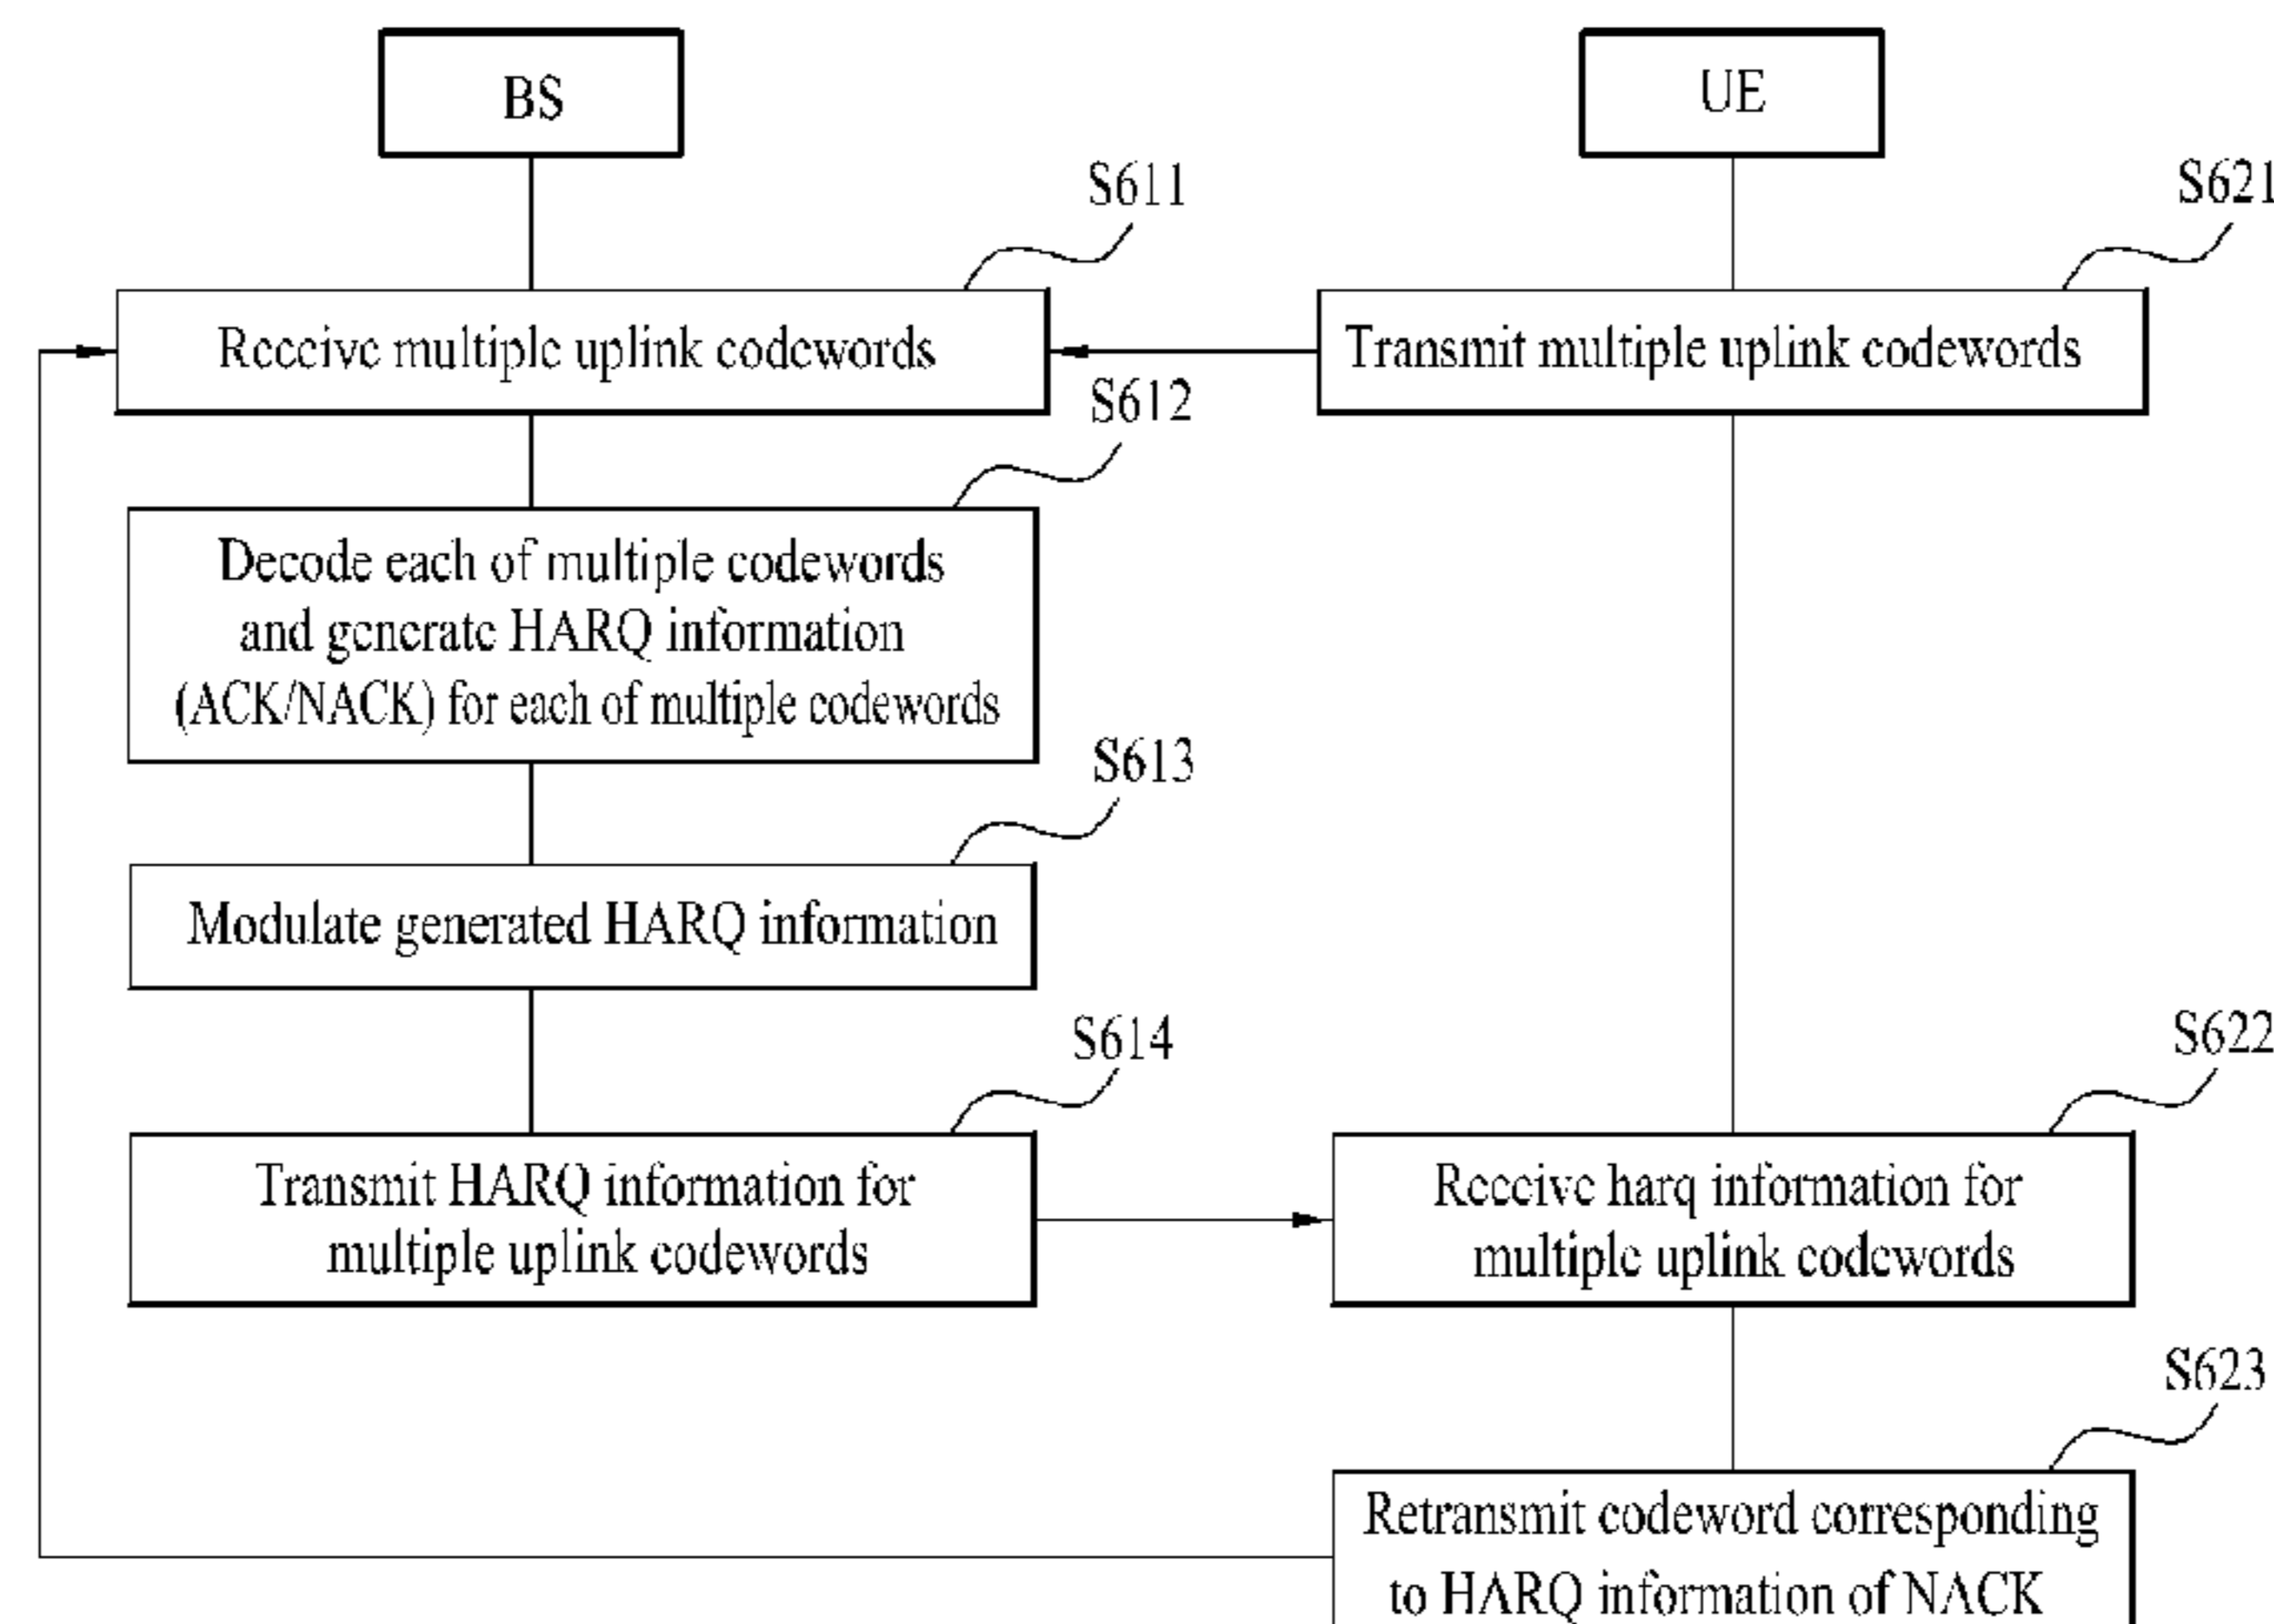 BS
UE
S611
S621
Receive multiple uplink codewords
Transmit multiple uplink codewords
S612
Decode each of multiple codewords
and generate HARQ information
(ACK/NACK) for each of multiple codewords
S613
Modulate generated HARQ information
S614
S622
Transmit HARQ information for
multiple uplink codewords
Receive harq information for
multiple uplink codewords
S623
Retransmit codeword corresponding
to HARQ information of NACK